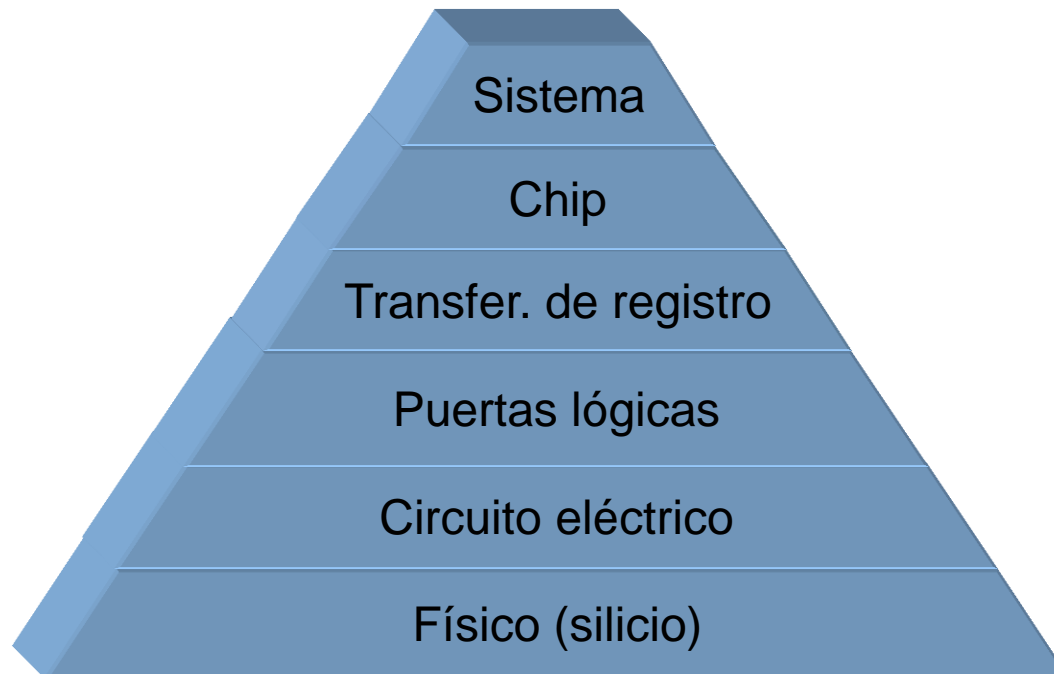 Sistema
Chip
Transfer. de registro
Puertas lógicas
Circuito eléctrico
Físico (silicio)